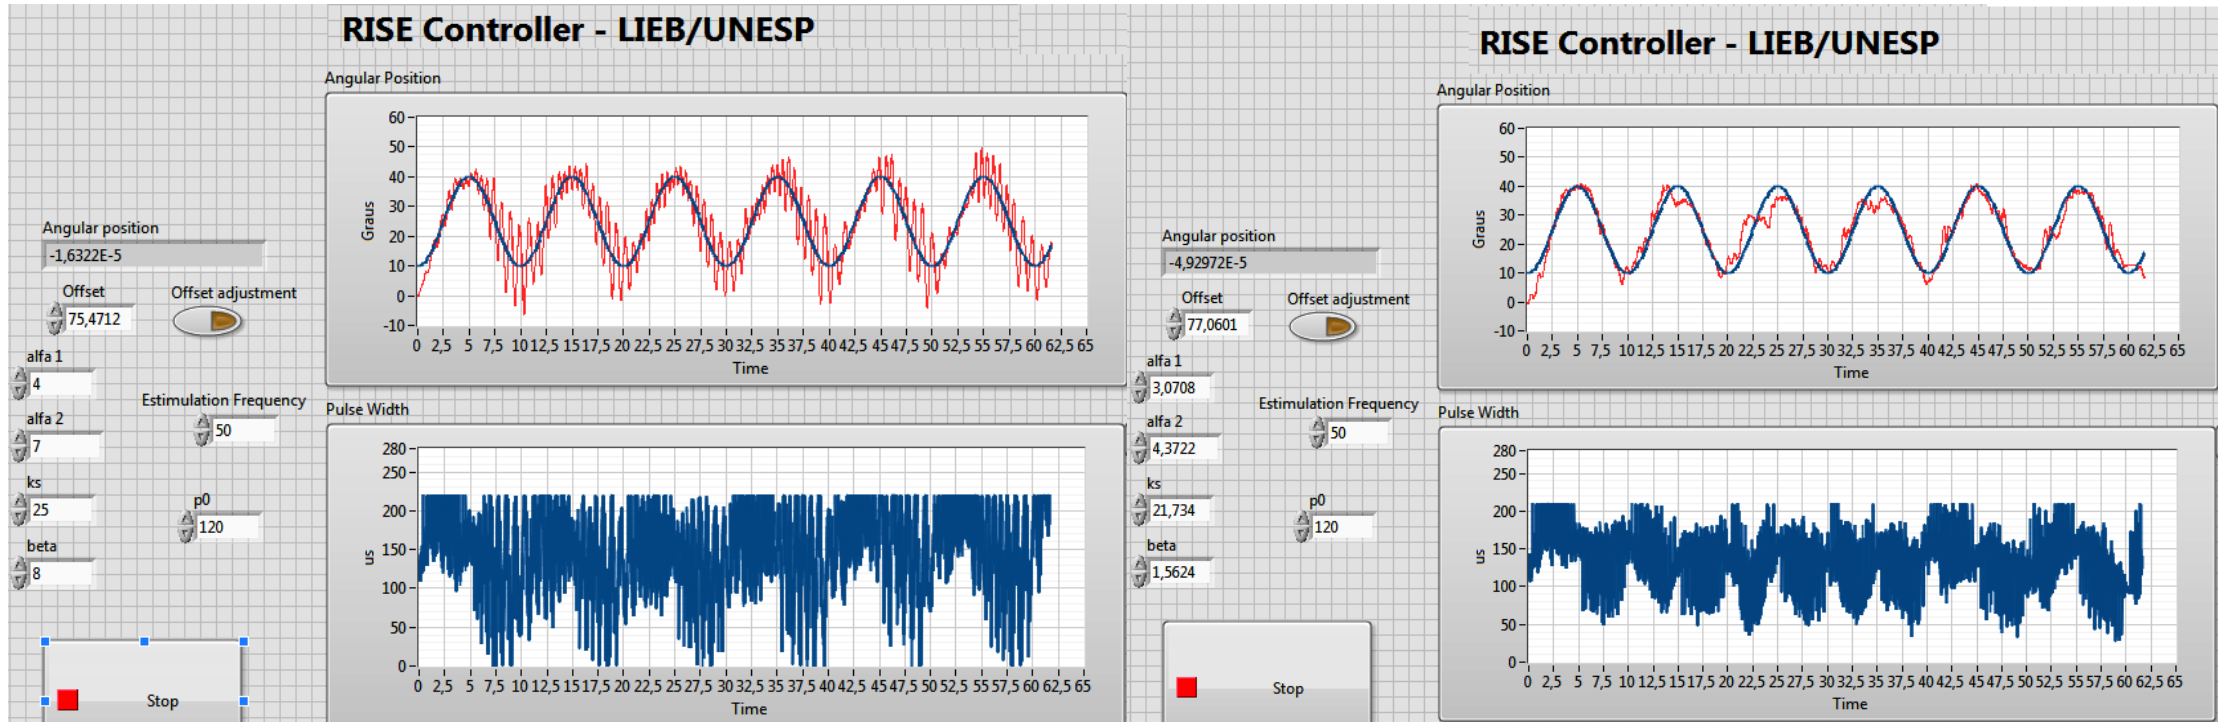 RISE Controller - LIEB/UNESP
Angular Position
60
50
40
30
20
10
0
-10
Graus
0 2,5 5 7,5 10 12,5 15 17,5 20 22,5 25 27,5 30 32,5 35 37,5 40 42,5 45 47,5 50 52,5 55 57,5 60 62,5 65
Time
Angular position
-1,6322E-5
Offset
75,4712
Offset adjustment
alfa 1
4
alfa 2
7
ks
25
beta
8
Estimulation Frequency
50
p0
120
Stop
Pulse Width
280
250
200
150
100
50
0
us
0 2,5 5 7,5 10 12,5 15 17,5 20 22,5 25 27,5 30 32,5 35 37,5 40 42,5 45 47,5 50 52,5 55 57,5 60 62,5 65
Time
RISE Controller - LIEB/UNESP
Angular Position
60
50
40
30
20
10
0
-10
Graus
0 2,5 5 7,5 10 12,5 15 17,5 20 22,5 25 27,5 30 32,5 35 37,5 40 42,5 45 47,5 50 52,5 55 57,5 60 62,5 65
Time
Angular position
-4,92972E-5
Offset
77,0601
Offset adjustment
alfa 1
3,0708
alfa 2
4,3722
ks
21,734
beta
1,5624
Estimulation Frequency
50
p0
120
Stop
Pulse Width
280
250
200
150
100
50
0
us
0 2,5 5 7,5 10 12,5 15 17,5 20 22,5 25 27,5 30 32,5 35 37,5 40 42,5 45 47,5 50 52,5 55 57,5 60 62,5 65
Time